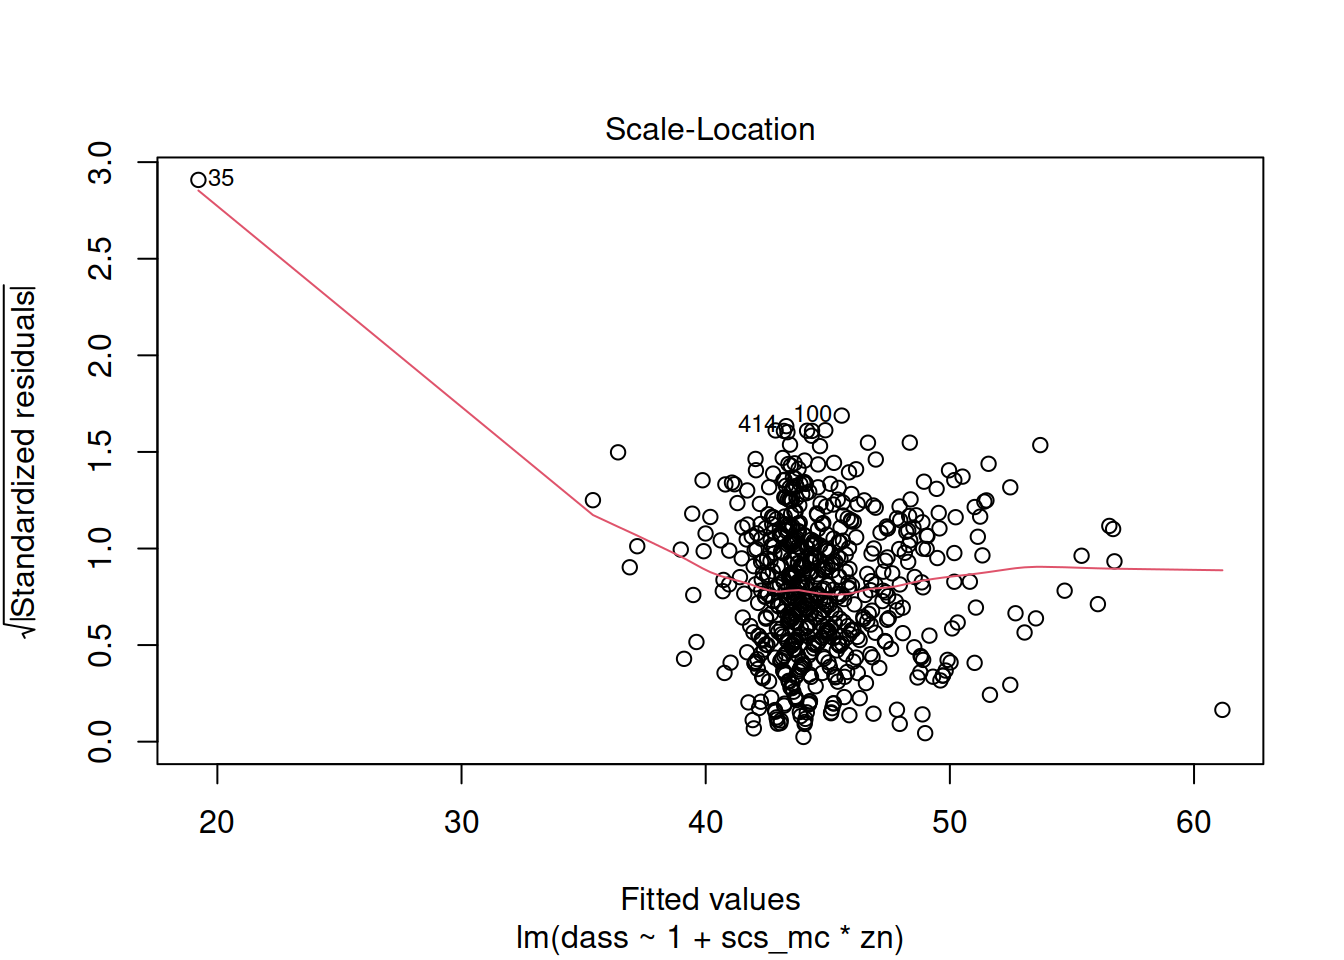 Scale-Location
√|Standardized residuals|
3.0
2.5
2.0
1.5
1.0
0.5
0.0
35
100
414
20 30 40 50 60
Fitted values
lm(dass ~ 1 + scs_mc * zn)